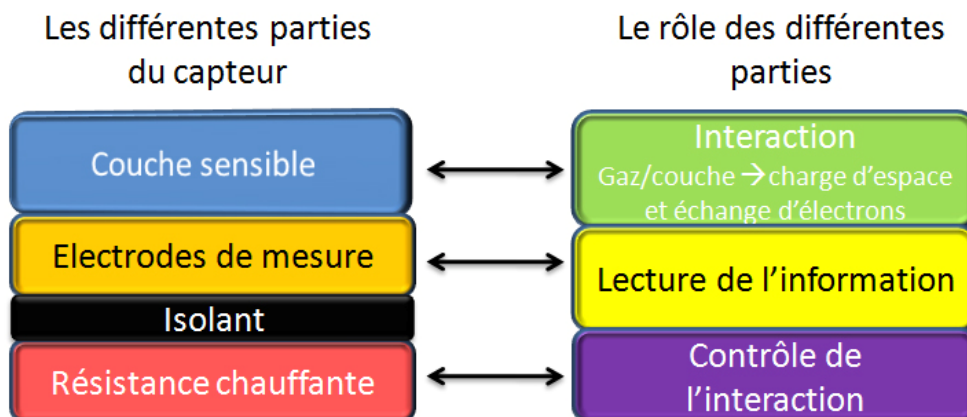 Les différentes parties
du capteur
Couche sensible
Electrodes de mesure
Isolant
Résistance chauffante
Le rôle des différentes
parties
Interaction
Gaz/couche → charge d'espace
et échange d'électrons
Lecture de l'information
Contrôle de
l'interaction